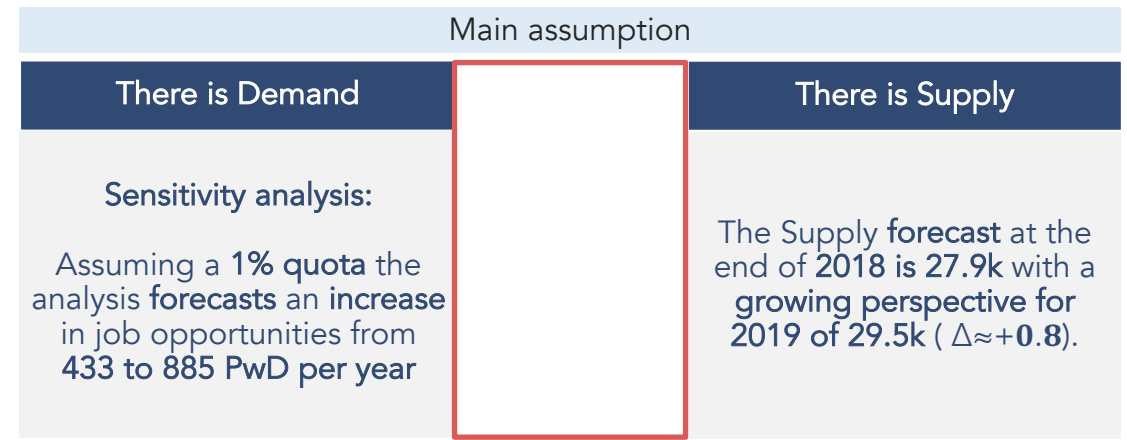 Main assumption
There is Demand
Sensitivity analysis:
Assuming a 1% quota the
analysis forecasts an increase
in job opportunities from
433 to 885 PwD per year
There is Supply
The Supply forecast at the
end of 2018 is 27.9k with a
growing perspective for
2019 of 29.5k ( Δ≈+0.8).